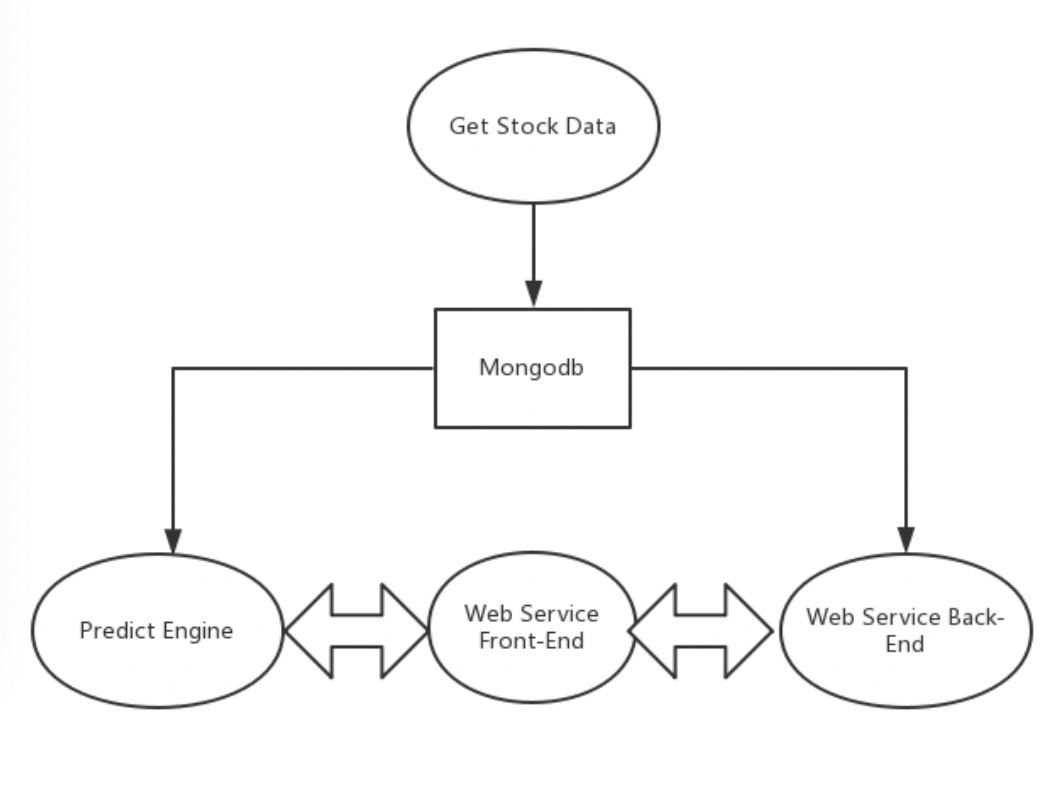 Get Stock Data
Mongodb
Predict Engine
Web Service
Front-End
Web Service Back-
End